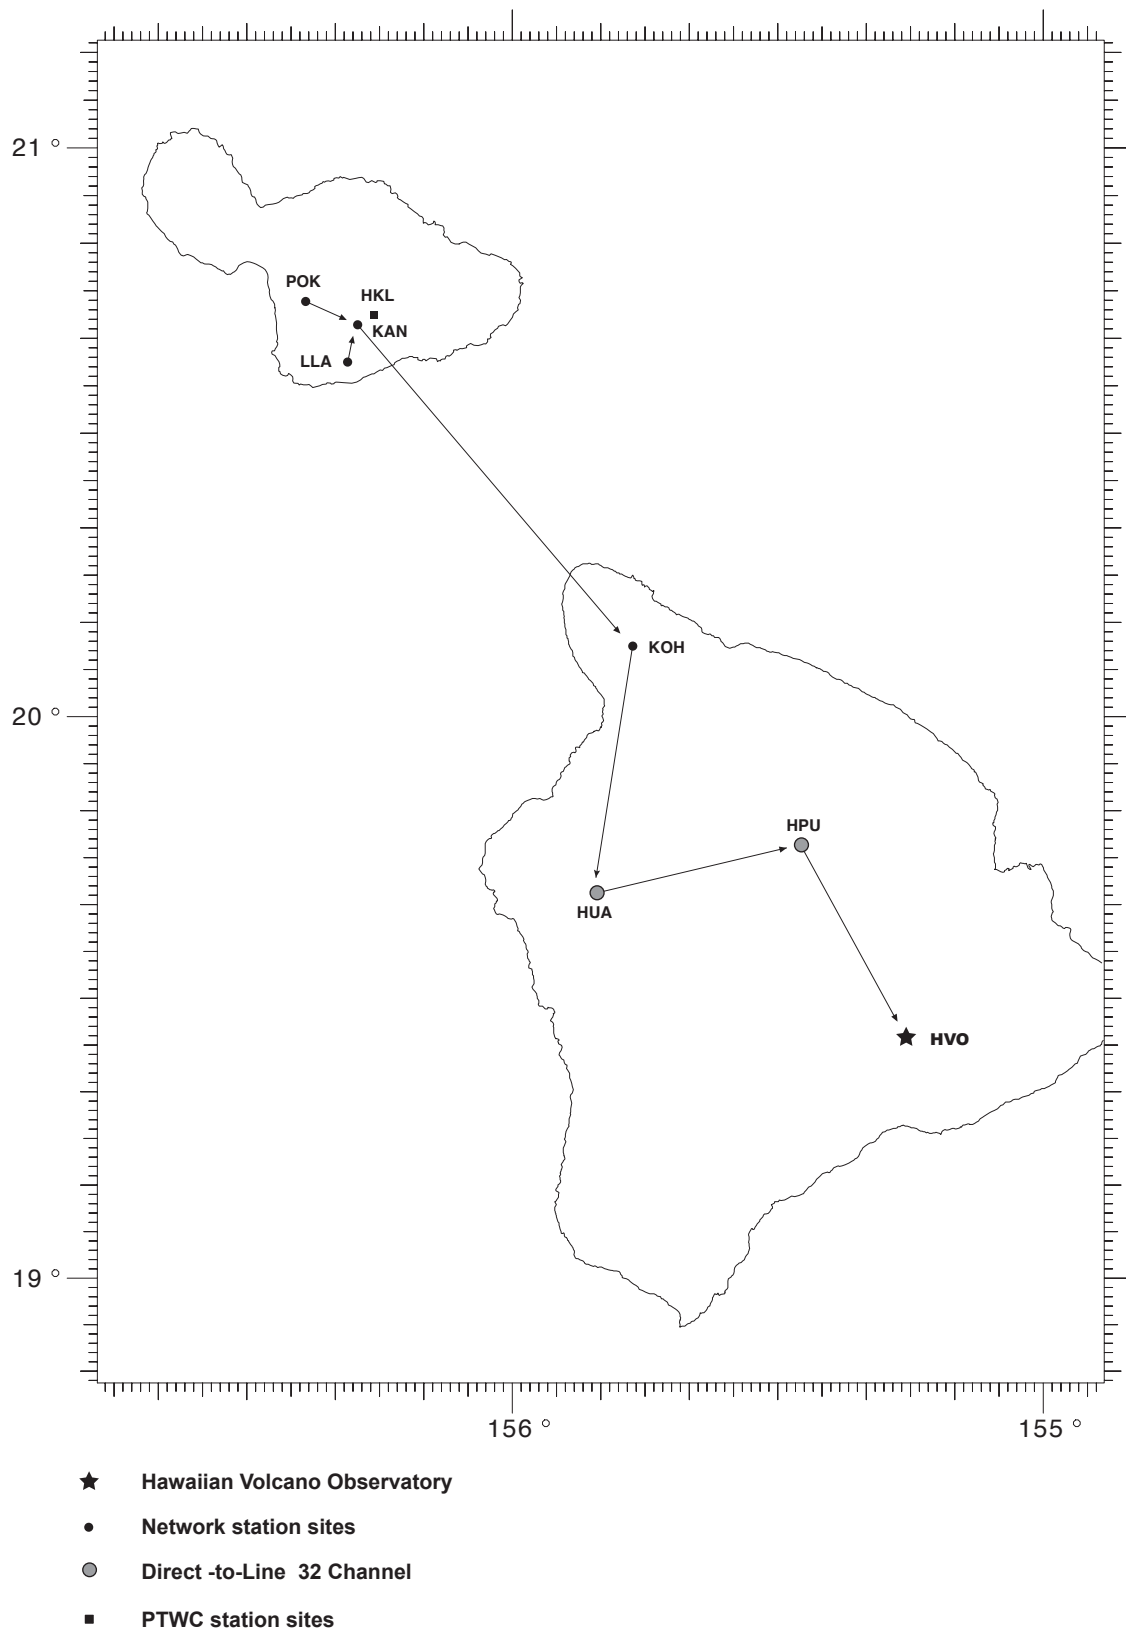 21 °
POK
HKL
KAN
LLA
KOH
20 °
HPU
HUA
HVO
19 °
156 °
155 °
Hawaiian Volcano Observatory
Network station sites
Direct -to-Line 32 Channel
PTWC station sites